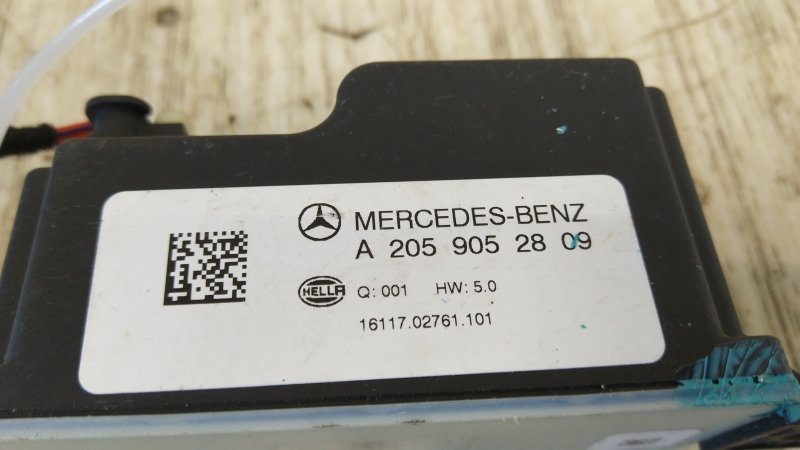 MERCEDES-BENZ
A 205 905 28 09
HELLA
Q: 001 HW: 5.0
16117.02761.101